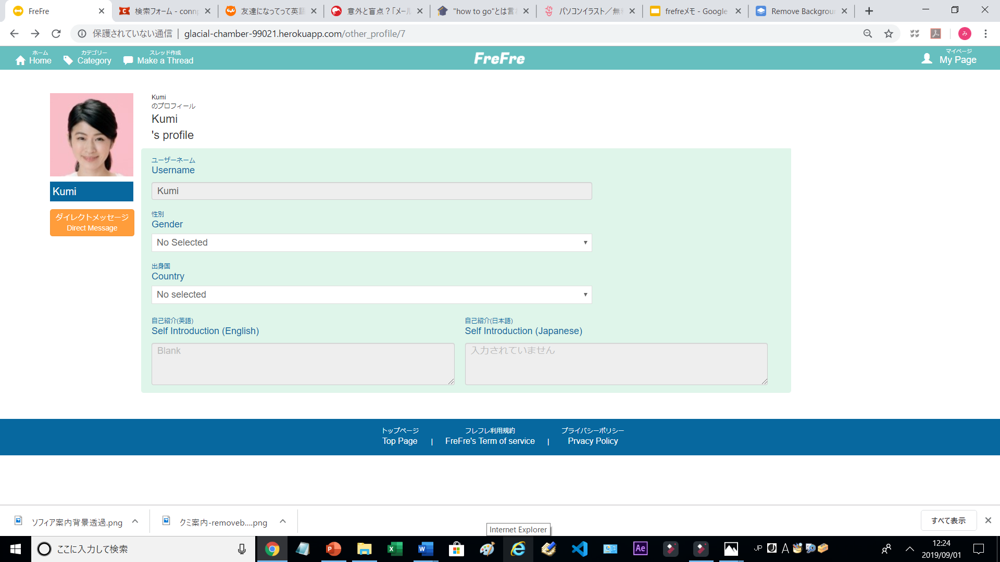 FreFre
検索フォーム - conn
友達になってって英語
意外と盲点？「メール
"how to go"とは言
パソコンイラスト／無
frefreメモ - Google
Remove Backgrou
保護されていない通信 | glacial-chamber-99021.herokuapp.com/other_profile/7
み
ホーム
Home
カテゴリー
Category
スレッド作成
Make a Thread
FreFre
マイページ
My Page
Kumi
ダイレクトメッセージ
Direct Message
Kumi
のプロフィール
Kumi
's profile
ユーザーネーム
Username
Kumi
性別
Gender
No Selected
出身国
Country
No selected
自己紹介(英語)
Self Introduction (English)
Blank
自己紹介(日本語)
Self Introduction (Japanese)
入力されていません
トップページ
Top Page
|
フレフレ利用規約
FreFre's Term of service
|
プライバシーポリシー
Prvacy Policy
ソフィア案内背景透過.png
クミ案内-removeb....png
すべて表示
Internet Explorer
ここに入力して検索
Ae
JP
A
12:24
2019/09/01